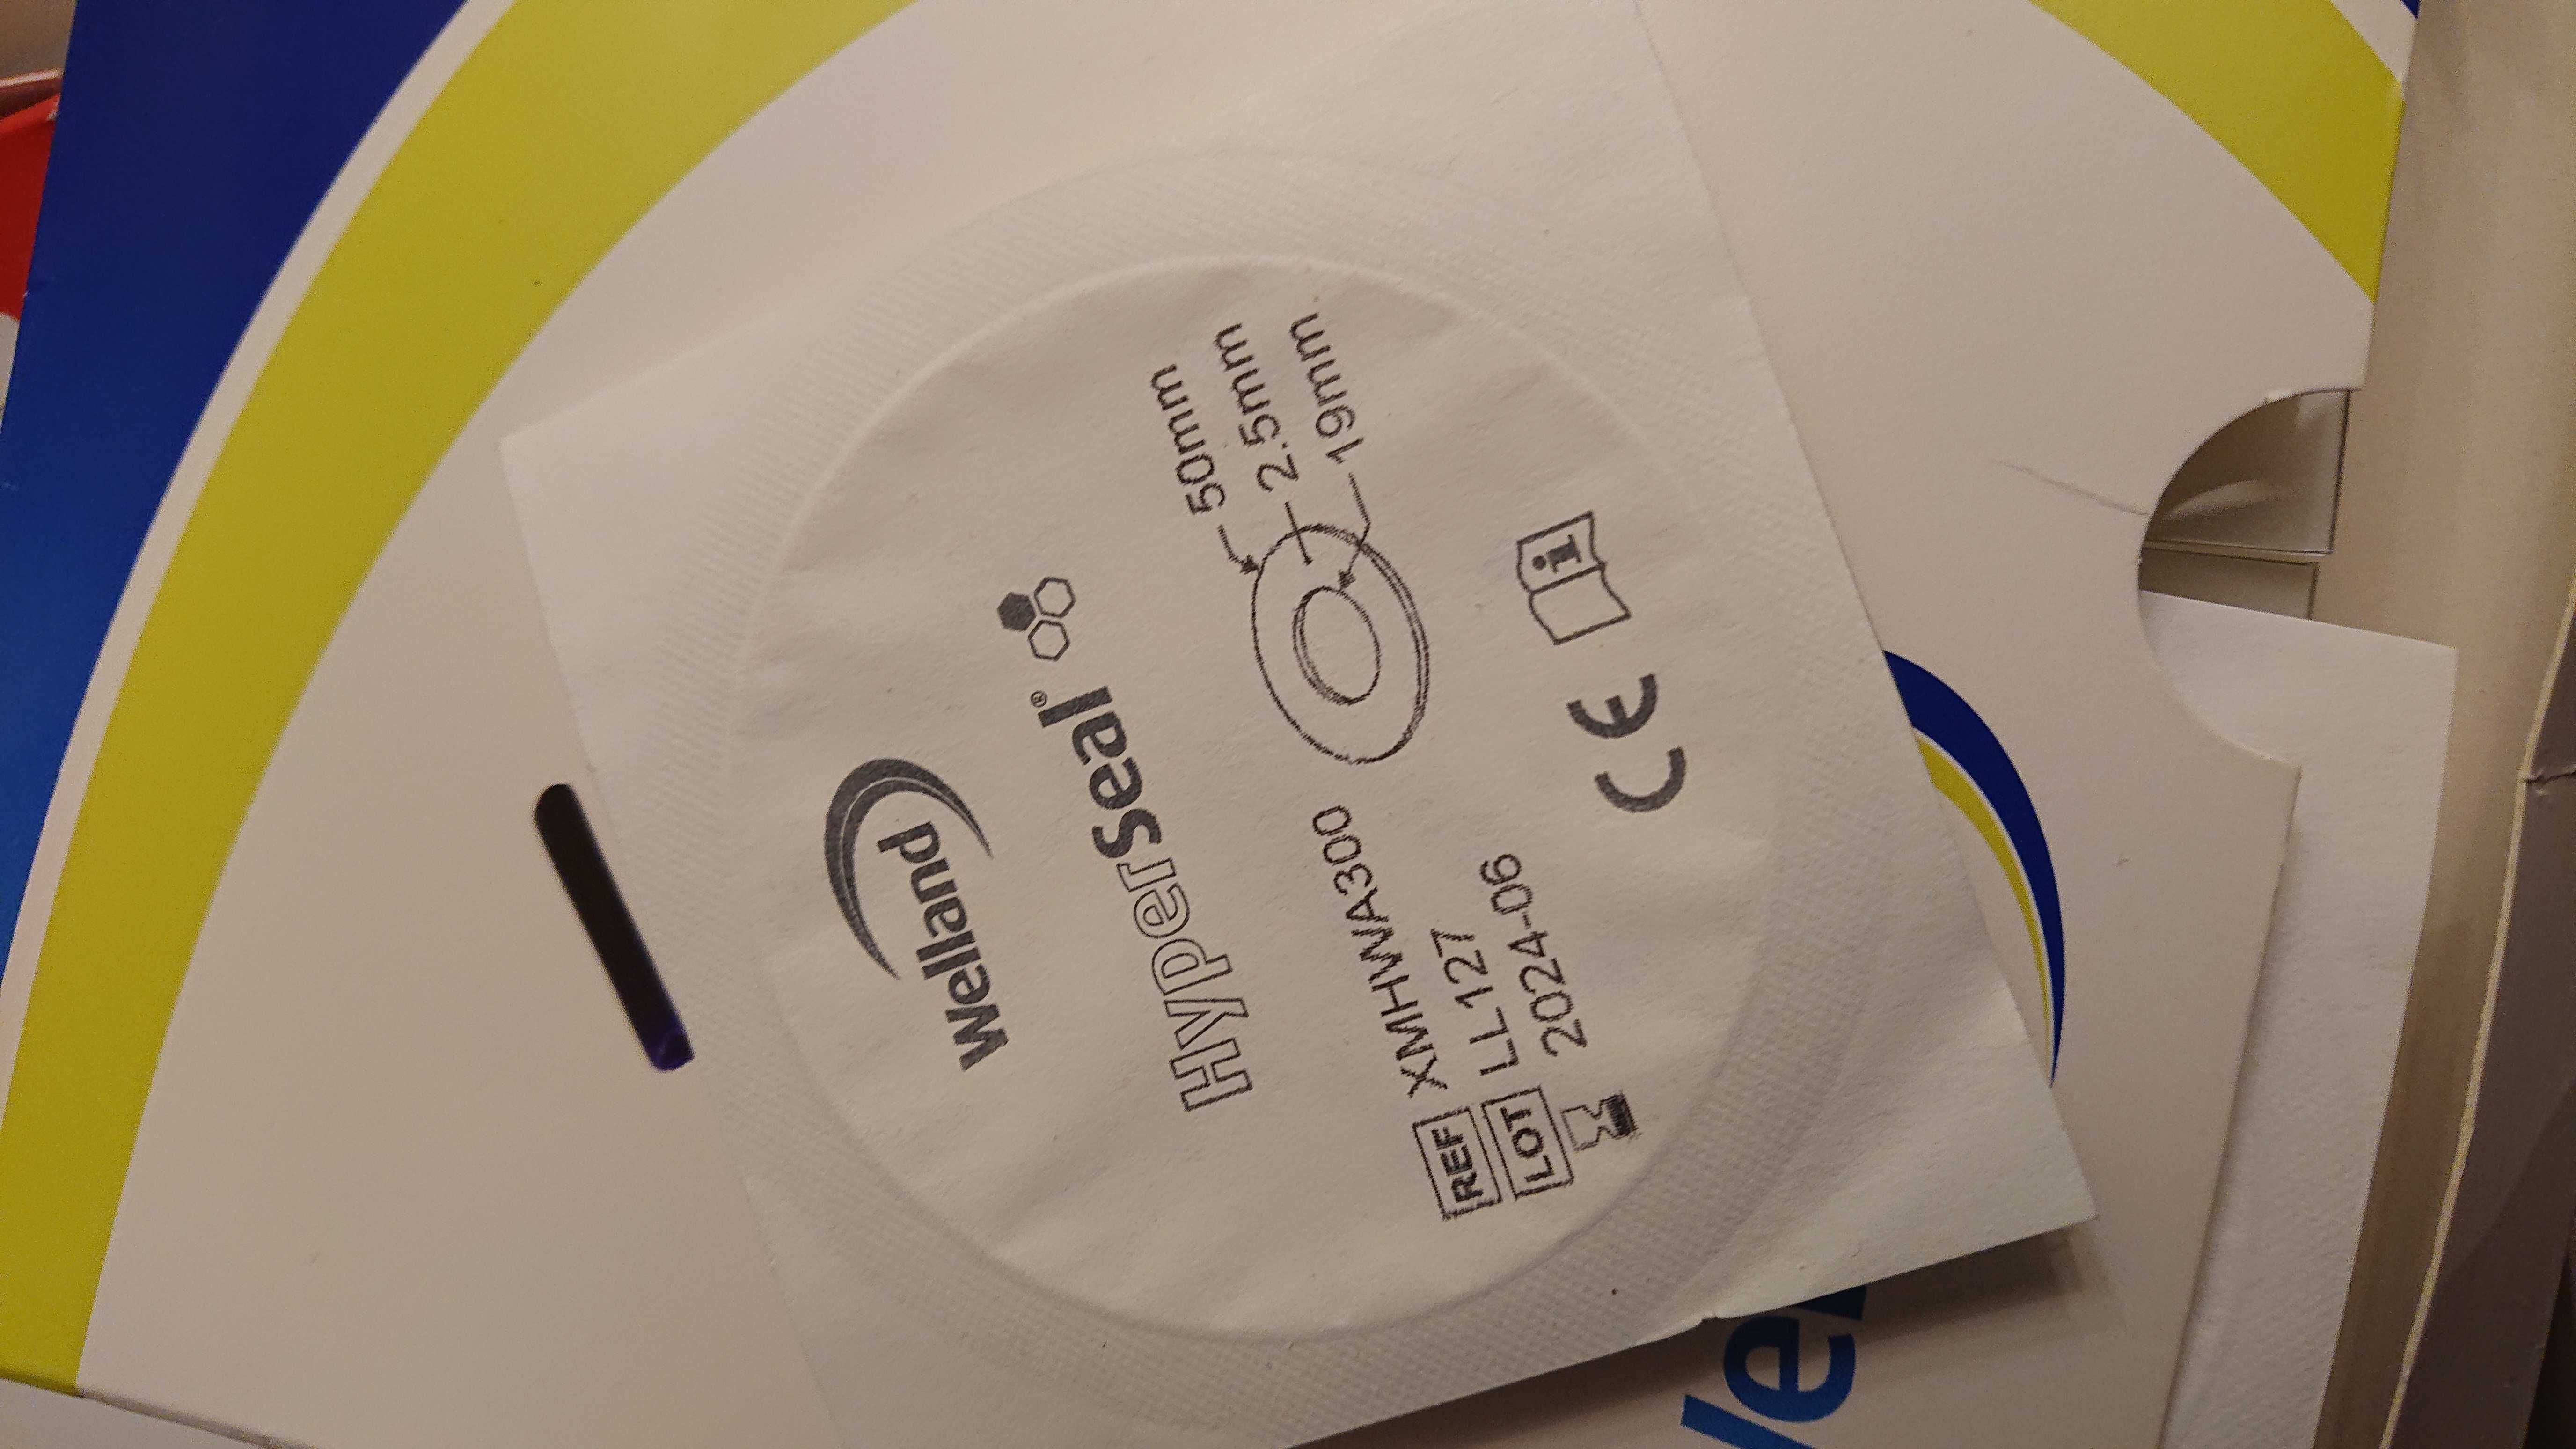 Welland
HyperSeal®
50mm
2.5mm
19mm
REF XMHWA300
LOT LL127
2024-06
CE
i